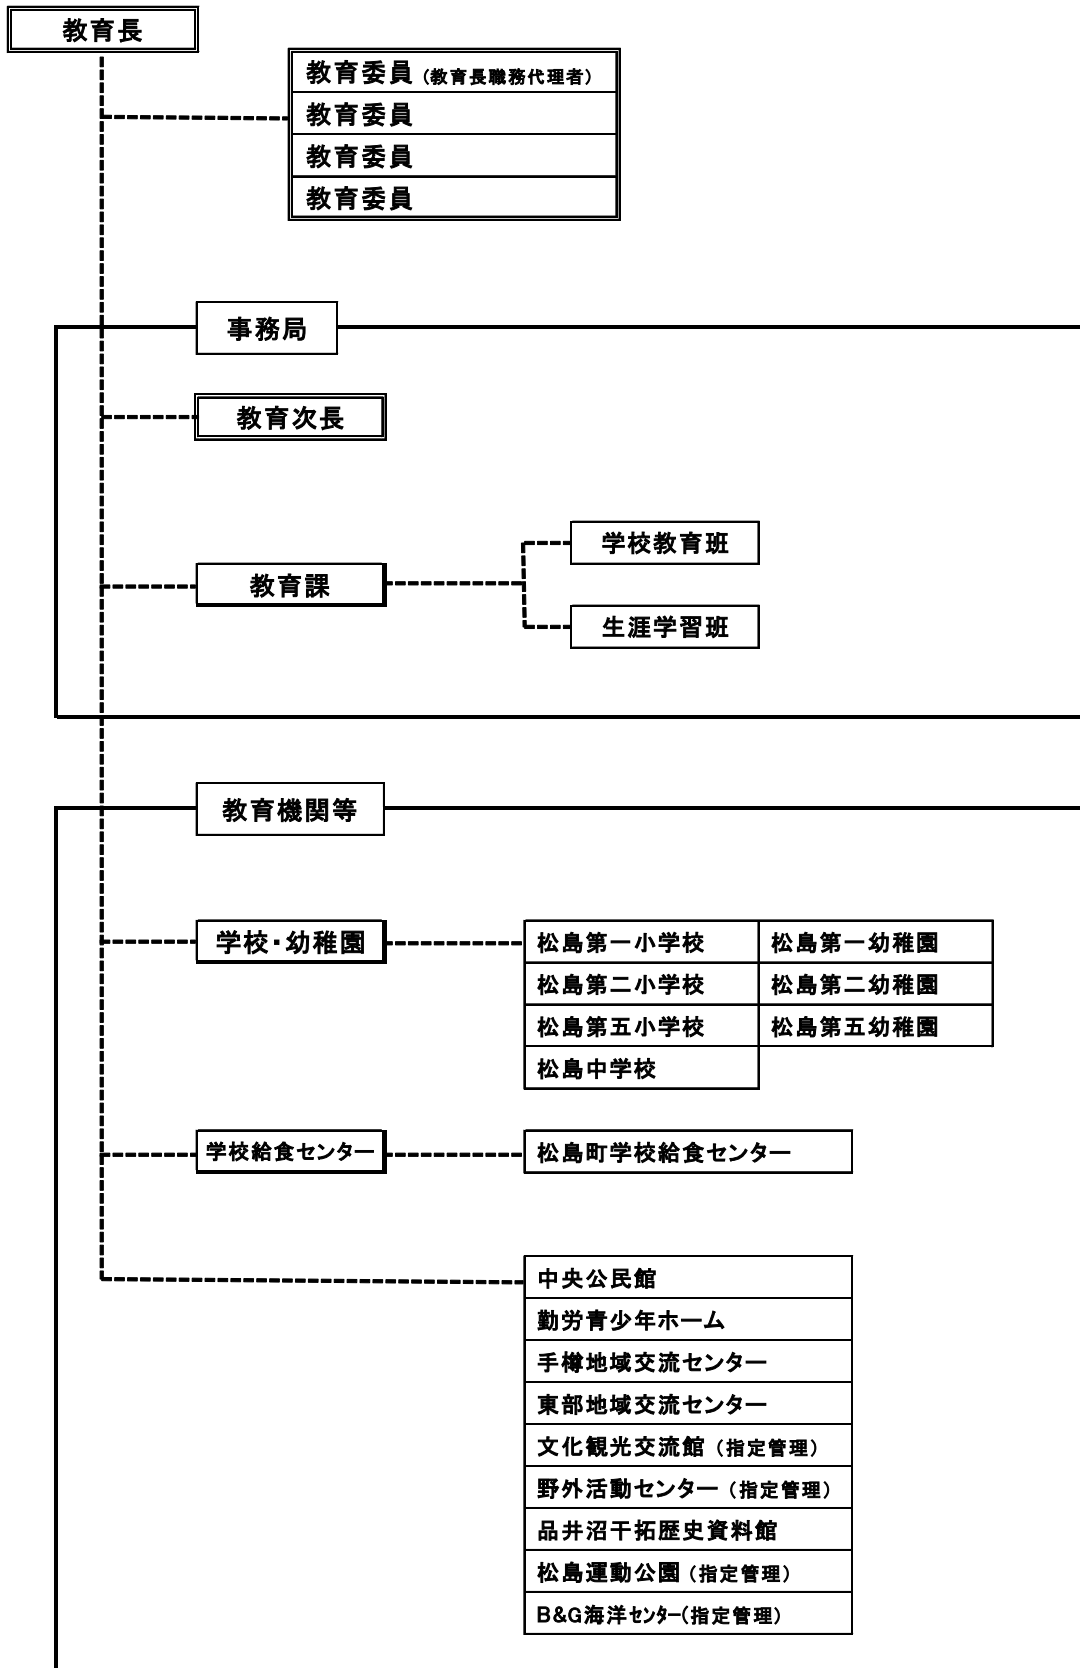 教育長
教育委員（教育長職務代理者）
教育委員
教育委員
教育委員
事務局
教育次長
学校教育班
教育課
生涯学習班
教育機関等
学校・幼稚園
松島第一小学校 松島第一幼稚園
松島第二小学校 松島第二幼稚園
松島第五小学校 松島第五幼稚園
松島中学校
学校給食センター
松島町学校給食センター
中央公民館
勤労青少年ホーム
手樽地域交流センター
東部地域交流センター
文化観光交流館（指定管理）
野外活動センター（指定管理）
品井沼干拓歴史資料館
松島運動公園（指定管理）
B&G海洋ｾﾝﾀｰ（指定管理）